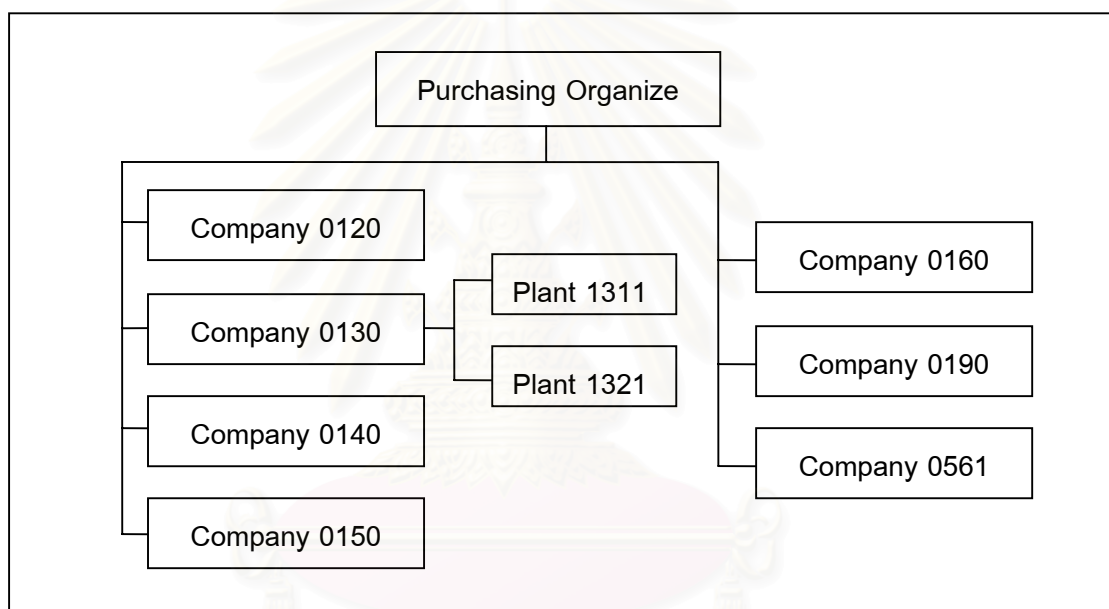 Purchasing Organize
Company 0120
Company 0130
Plant 1311
Plant 1321
Company 0140
Company 0150
Company 0160
Company 0190
Company 0561